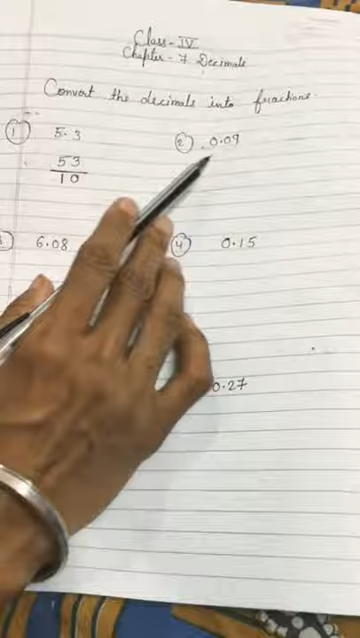 Class - IV
Chapter - 7 Decimals
Convert the decimals into fractions.
1 5.3
2 0.09
53
10
6.08
4 0.15
0.27